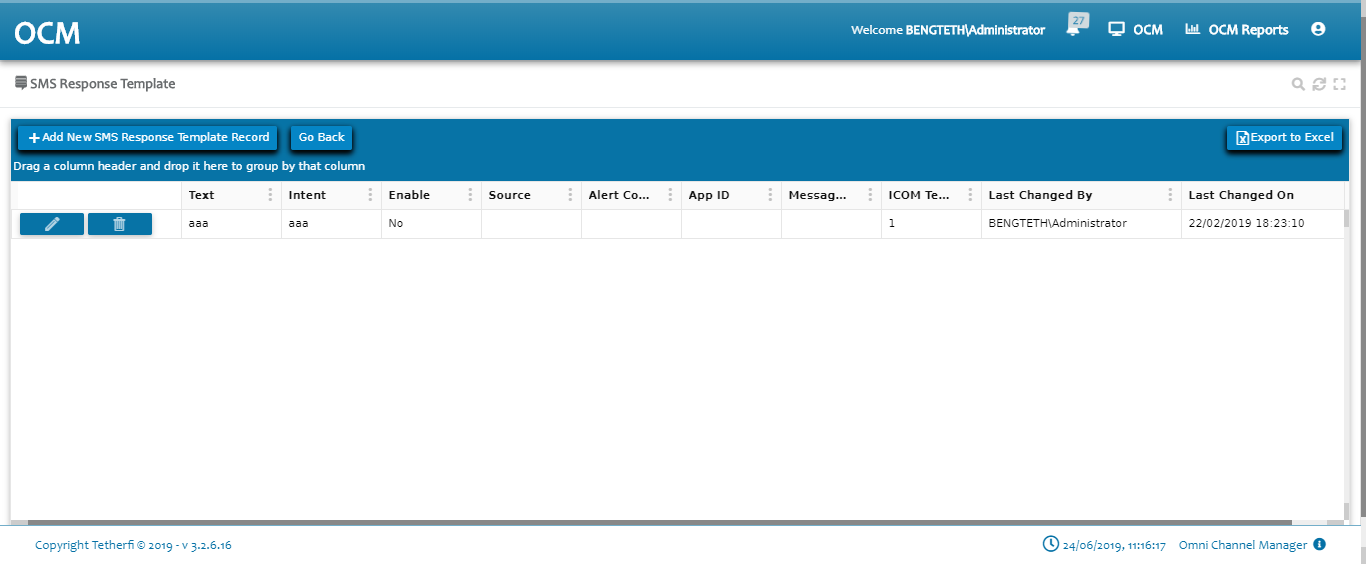 OCM
Welcome BENGTETH\Administrator
27
OCM
OCM Reports
SMS Response Template
Add New SMS Response Template Record
Go Back
Export to Excel
Drag a column header and drop it here to group by that column
Text Intent Enable Source Alert Co... App ID Messag... ICOM Te... Last Changed By Last Changed On
aaa aaa No 1 BENGTETH\Administrator 22/02/2019 18:23:10
Copyright Tetherfi © 2019 - v 3.2.6.16
24/06/2019, 11:16:17 Omni Channel Manager